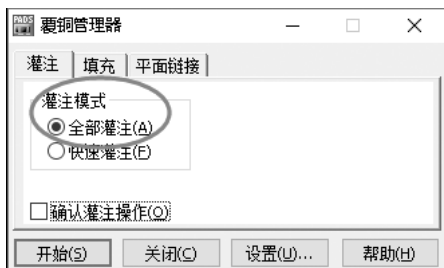 PADS 覆铜管理器
灌注 填充 平面链接
灌注模式
全部灌注(A)
快速灌注(F)
确认灌注操作(O)
开始(S) 关闭(C) 设置(U)... 帮助(H)